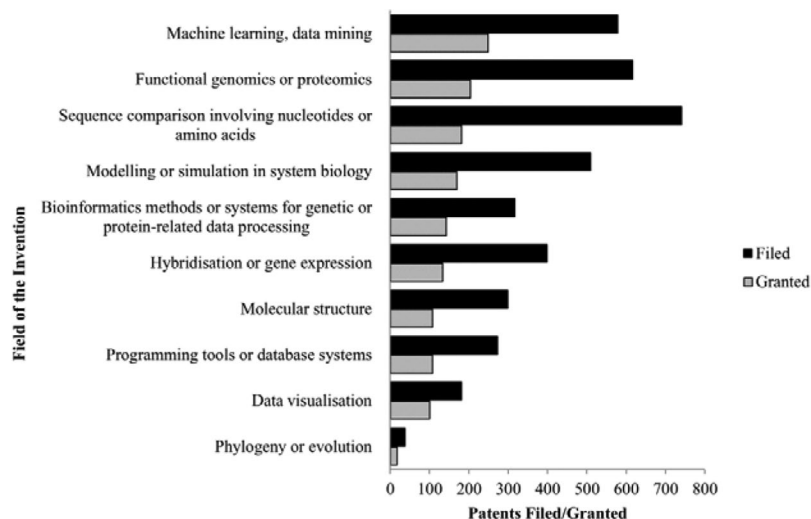 Machine learning, data mining
Functional genomics or proteomics
Sequence comparison involving nucleotides or
amino acids
Modelling or simulation in system biology
Bioinformatics methods or systems for genetic or
protein-related data processing
Hybridisation or gene expression
Molecular structure
Programming tools or database systems
Data visualisation
Phylogeny or evolution
Field of the Invention
Filed
Granted
0 100 200 300 400 500 600 700 800
Patents Filed/Granted